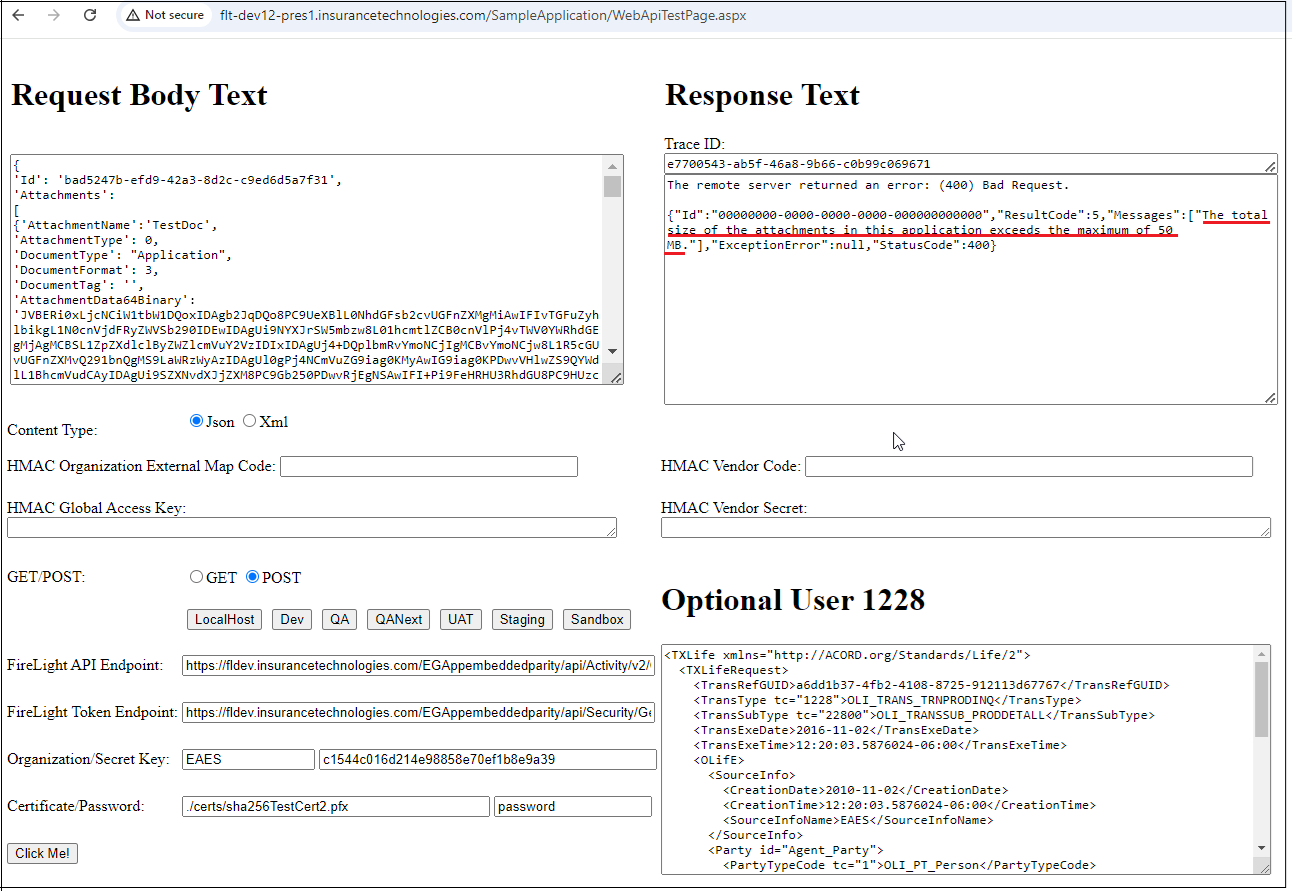 Not secure flt-dev12-pres1.insurancetechnologies.com/SampleApplication/WebApiTestPage.aspx
Request Body Text
{
'Id': 'bad5247b-efd9-42a3-8d2c-c9ed6d5a7f31',
'Attachments':
[
{'AttachmentName':'TestDoc',
'AttachmentType': 0,
'DocumentType': "Application",
'DocumentFormat': 3,
'DocumentTag': '',
'AttachmentData64Binary':
'JVBERi0xLjcNCiW1tbW1DQoxIDAgb2JqDQo8PC9UeXBlL0NhdGFsb2cvUGFnZXMgMiAwIFIvTGFuZyh
lbikgL1N0cnVjdFRyZWVSb290IDEwIDAgUi9NYXJrSW5mbzw8L01hcmtlZCB0cnVlPj4vTWV0YWRhdGE
gMjAgMCBSL1ZpZXdlclByZWZlcmVuY2VzIDIxIDAgUj4+DQplbmRvYmoNCjIgMCBvYmoNCjw8L1R5cGU
vUGFnZXMvQ291bnQgMS9LaWRzWyAzIDAgUl0gPj4NCmVuZG9iag0KMyAwIG9iag0KPDwvVHlwZS9QYWd
lL1BhcmVudCAyIDAgUi9SZXNvdXJjZXM8PC9Gb250PDwvRjEgNSAwIFI+Pi9FeHRHU3RhdGU8PC9HUzc
Content Type:
Json Xml
HMAC Organization External Map Code:
HMAC Global Access Key:
GET/POST:
GET POST
LocalHost Dev QA QANext UAT Staging Sandbox
FireLight API Endpoint: https://fldev.insurancetechnologies.com/EGAppembeddedparity/api/Activity/v2/
FireLight Token Endpoint: https://fldev.insurancetechnologies.com/EGAppembeddedparity/api/Security/Ge
Organization/Secret Key: EAES c1544c016d214e98858e70ef1b8e9a39
Certificate/Password: ./certs/sha256TestCert2.pfx password
Click Me!
Response Text
Trace ID:
e7700543-ab5f-46a8-9b66-c0b99c069671
The remote server returned an error: (400) Bad Request.
{"Id":"00000000-0000-0000-0000-000000000000","ResultCode":5,"Messages":["The total
size of the attachments in this application exceeds the maximum of 50
MB."],"ExceptionError":null,"StatusCode":400}
HMAC Vendor Code:
HMAC Vendor Secret:
Optional User 1228
<TXLife xmlns="http://ACORD.org/Standards/Life/2">
<TXLifeRequest>
<TransRefGUID>a6dd1b37-4fb2-4108-8725-912113d67767</TransRefGUID>
<TransType tc="1228">OLI_TRANS_TRNPRODINQ</TransType>
<TransSubType tc="22800">OLI_TRANSSUB_PRODDETALL</TransSubType>
<TransExeDate>2016-11-02</TransExeDate>
<TransExeTime>12:20:03.5876024-06:00</TransExeTime>
<OLifE>
<SourceInfo>
<CreationDate>2010-11-02</CreationDate>
<CreationTime>12:20:03.5876024-06:00</CreationTime>
<SourceInfoName>EAES</SourceInfoName>
</SourceInfo>
<Party id="Agent_Party">
<PartyTypeCode tc="1">OLI_PT_Person</PartyTypeCode>